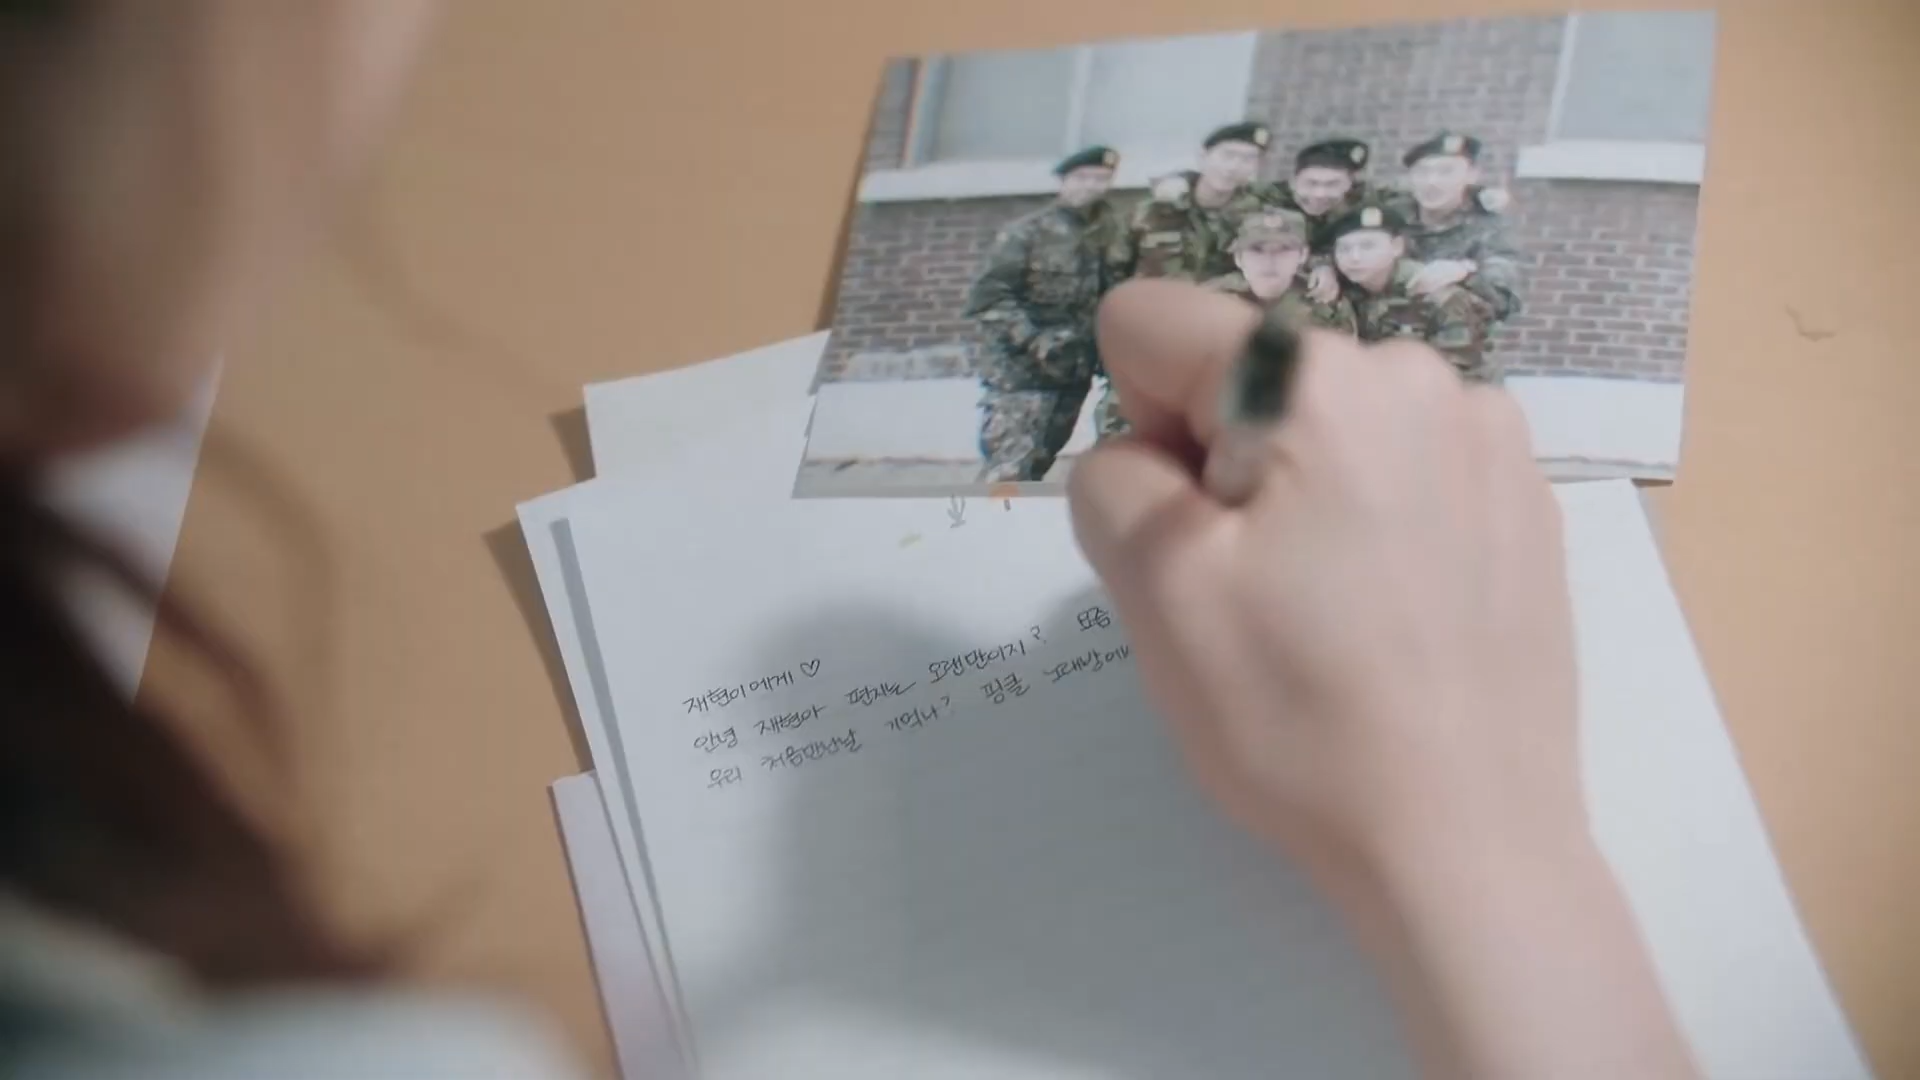 재현이에게 ♡
안녕 재현아 편지는 오랜만이지? 요즘
우리 처음만난날 기억나? 핑클 노래방에서